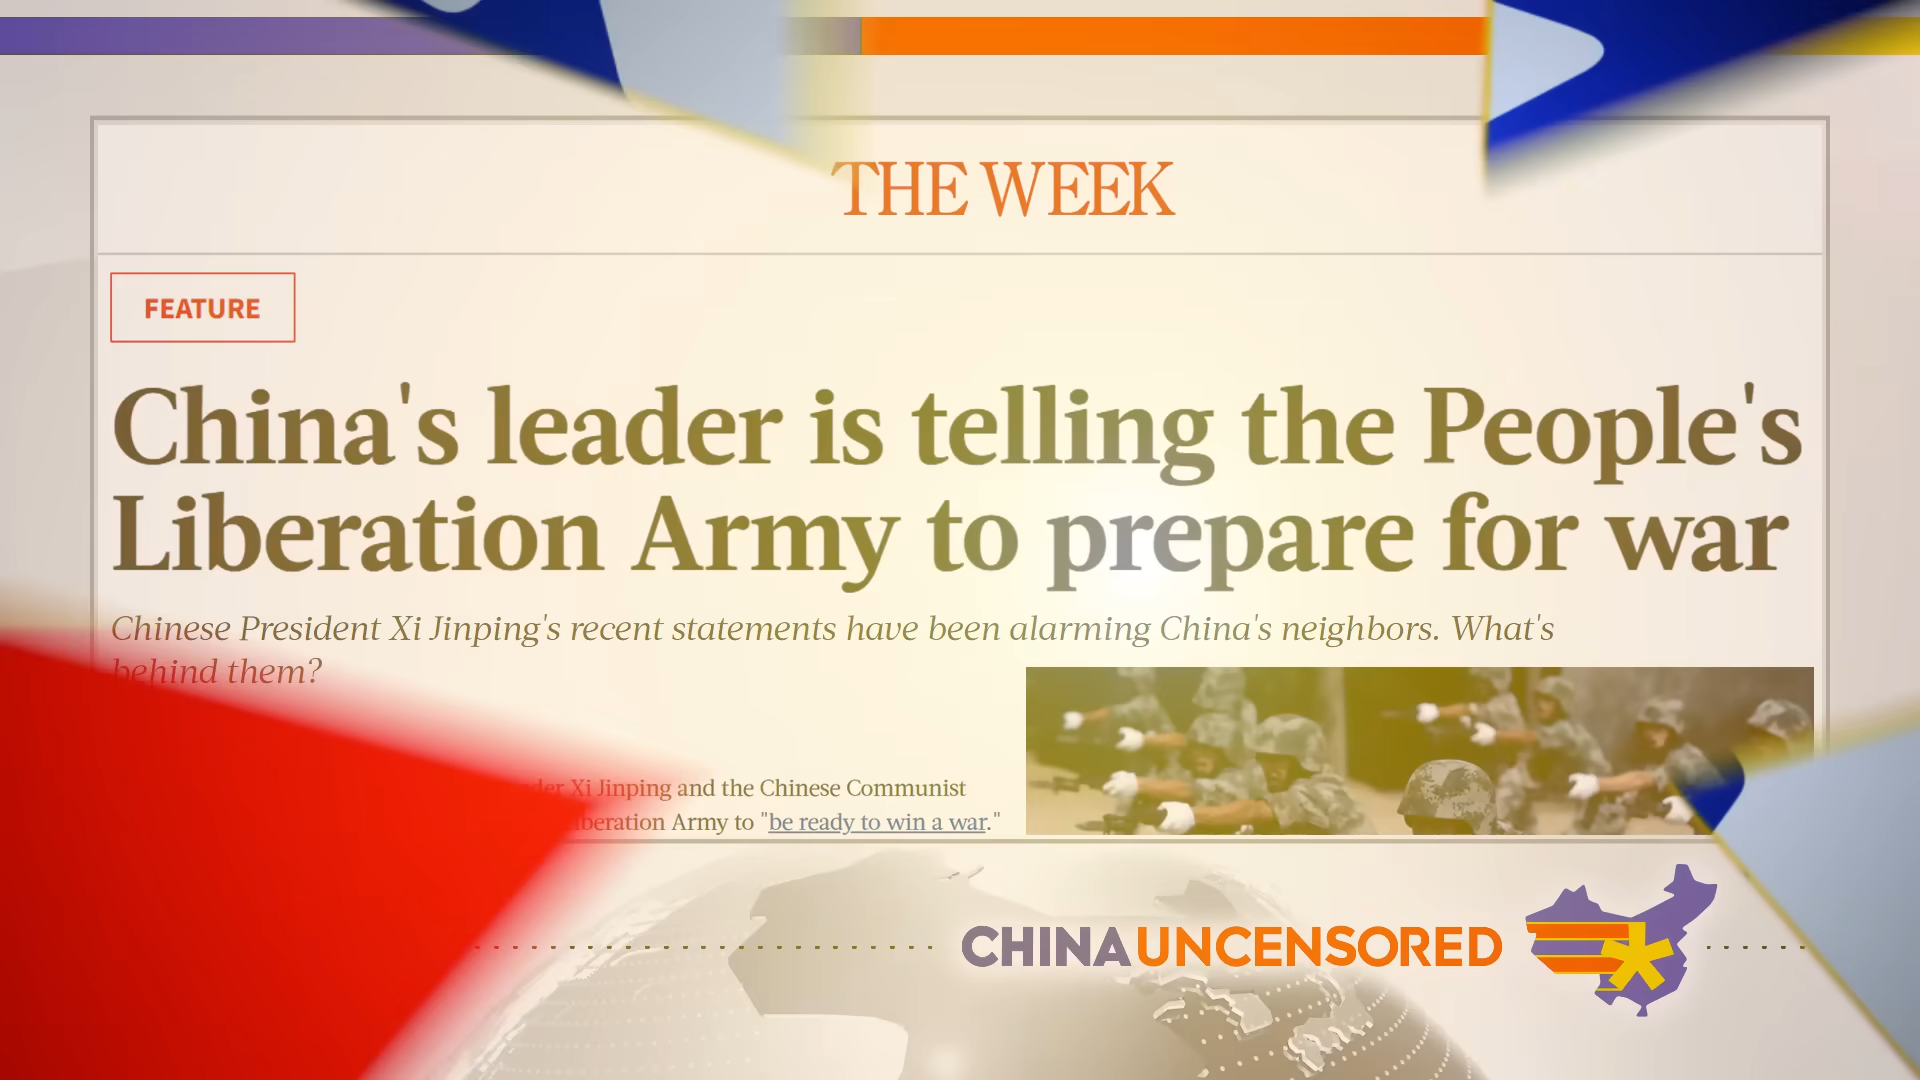 THE WEEK
FEATURE
China's leader is telling the People's
Liberation Army to prepare for war
Chinese President Xi Jinping's recent statements have been alarming China's neighbors. What's
behind them?
Xi Jinping and the Chinese Communist
Army to "be ready to win a war."
CHINA UNCENSORED